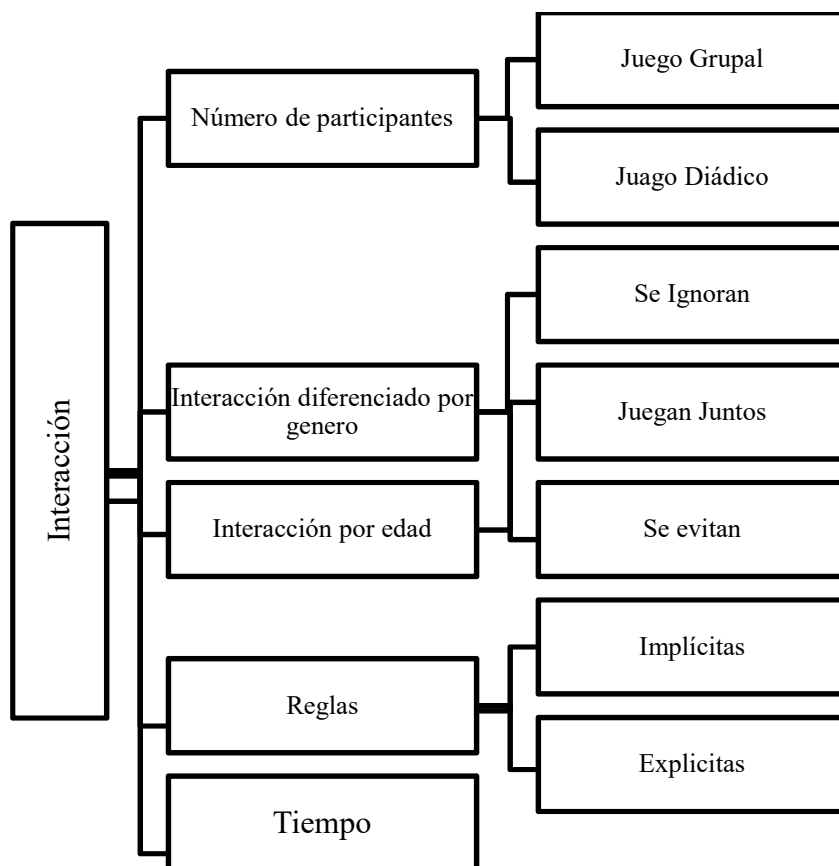 Interacción
Número de participantes
Juego Grupal
Juago Diádico
Interacción diferenciado por
genero
Interacción por edad
Se Ignoran
Juegan Juntos
Se evitan
Reglas
Implícitas
Explicitas
Tiempo